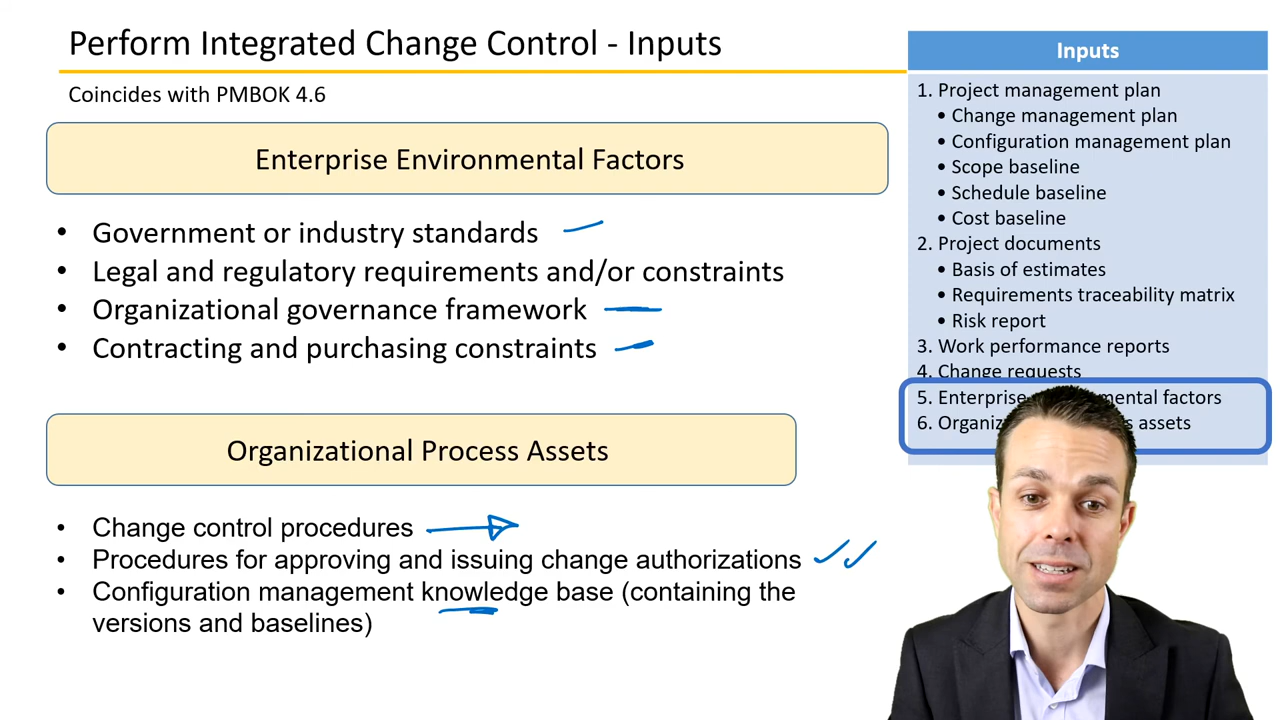 Perform Integrated Change Control - Inputs
Coincides with PMBOK 4.6
Enterprise Environmental Factors
• Government or industry standards
• Legal and regulatory requirements and/or constraints
• Organizational governance framework
• Contracting and purchasing constraints
Organizational Process Assets
• Change control procedures
• Procedures for approving and issuing change authorizations
• Configuration management knowledge base (containing the
versions and baselines)
Inputs
1. Project management plan
• Change management plan
• Configuration management plan
• Scope baseline
• Schedule baseline
• Cost baseline
2. Project documents
• Basis of estimates
• Requirements traceability matrix
• Risk report
3. Work performance reports
4. Change requests
5. Enterprise factors
6. assets